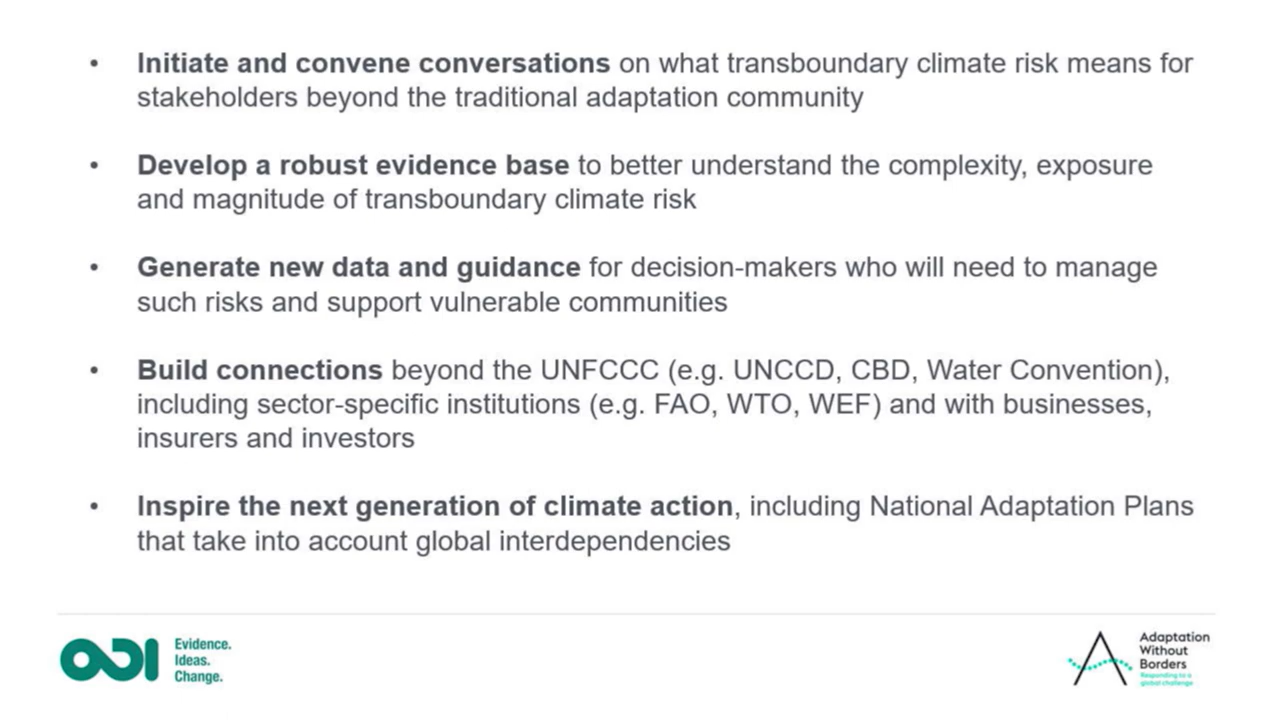 • Initiate and convene conversations on what transboundary climate risk means for
stakeholders beyond the traditional adaptation community
• Develop a robust evidence base to better understand the complexity, exposure
and magnitude of transboundary climate risk
• Generate new data and guidance for decision-makers who will need to manage
such risks and support vulnerable communities
• Build connections beyond the UNFCCC (e.g. UNCCD, CBD, Water Convention),
including sector-specific institutions (e.g. FAO, WTO, WEF) and with businesses,
insurers and investors
• Inspire the next generation of climate action, including National Adaptation Plans
that take into account global interdependencies
ODI
Evidence.
Ideas.
Change.
Adaptation
Without
Borders
Responding to a
global challenge